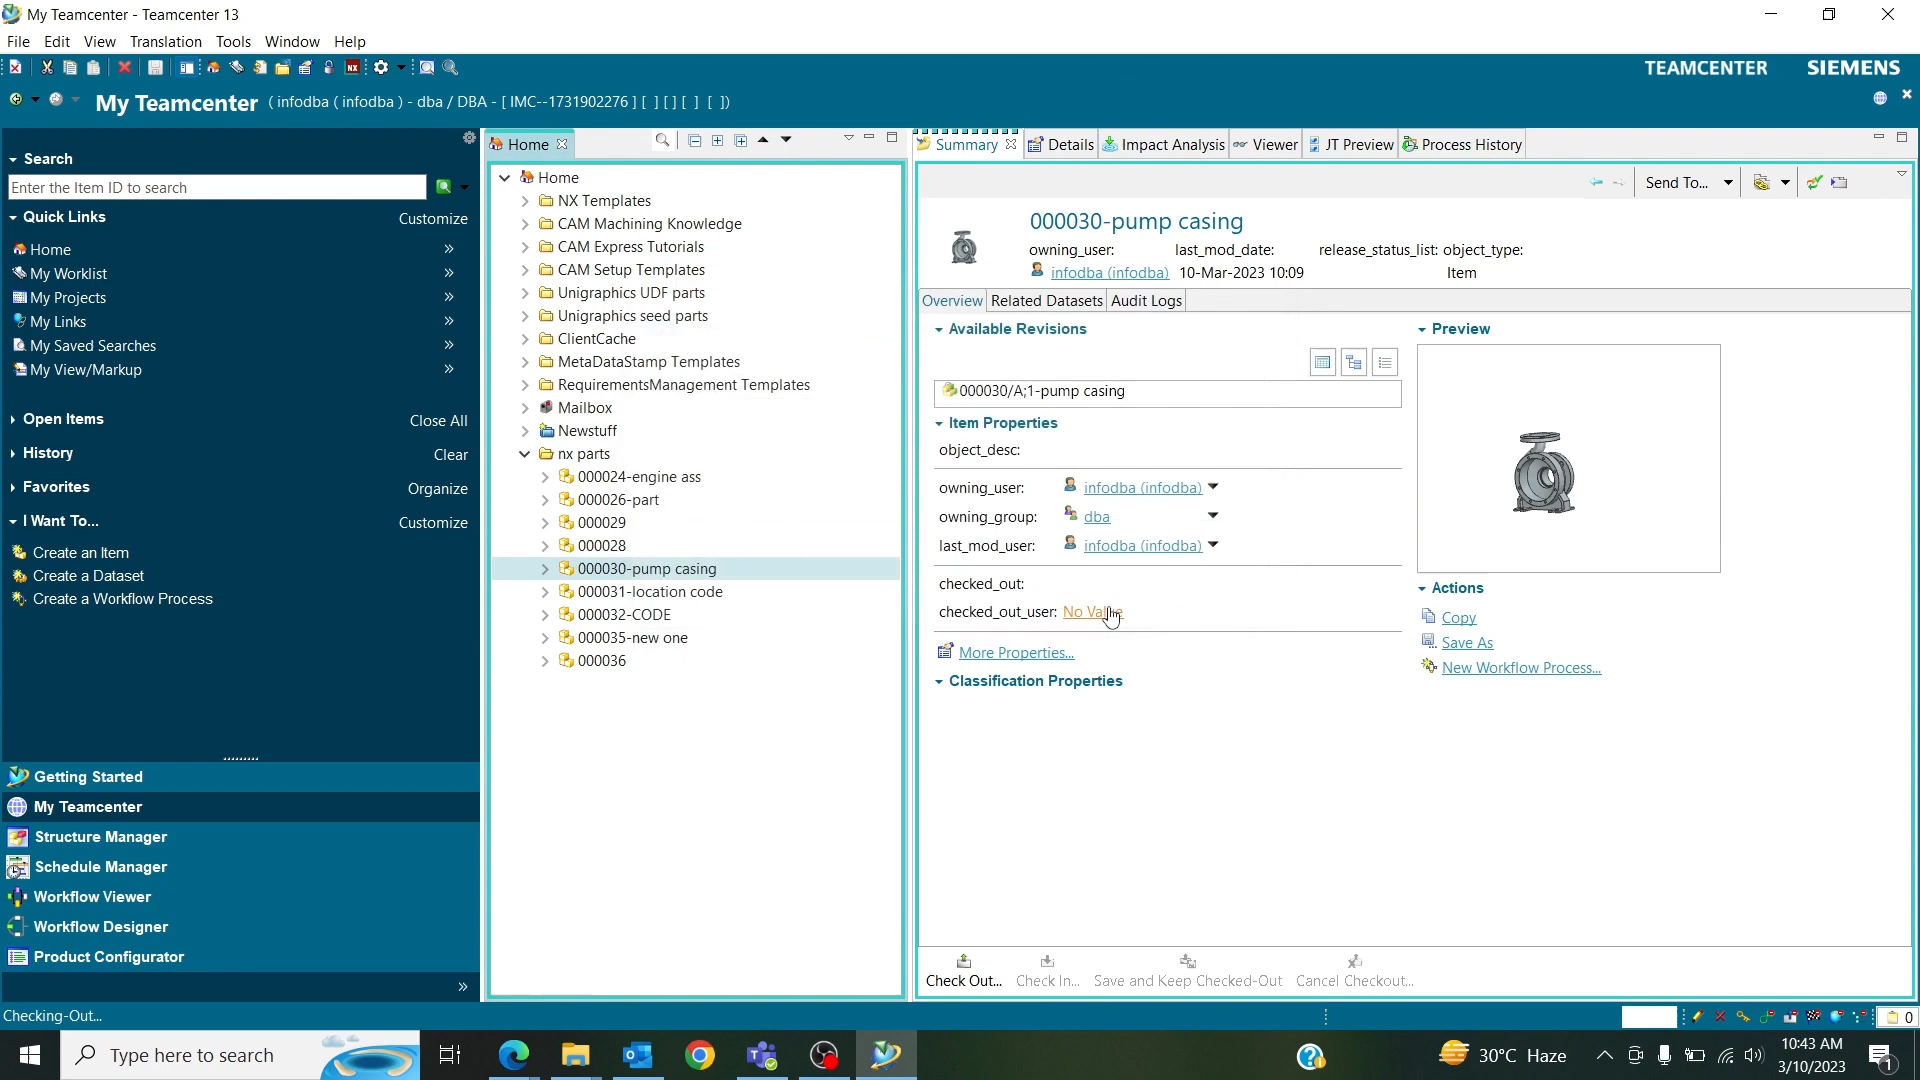 My Teamcenter - Teamcenter 13
File Edit View Translation Tools Window Help
TEAMCENTER SIEMENS
My Teamcenter ( infodba ( infodba ) - dba / DBA - [ IMC--1731902276 ] [ ] [ ] [ ] [ ])
Search
Enter the Item ID to search
Quick Links Customize
Home
My Worklist
My Projects
My Links
My Saved Searches
My View/Markup
Open Items Close All
History Clear
Favorites Organize
I Want To... Customize
Create an Item
Create a Dataset
Create a Workflow Process
Getting Started
My Teamcenter
Structure Manager
Schedule Manager
Workflow Viewer
Workflow Designer
Product Configurator
Home
Home
NX Templates
CAM Machining Knowledge
CAM Express Tutorials
CAM Setup Templates
Unigraphics UDF parts
Unigraphics seed parts
ClientCache
MetaDataStamp Templates
RequirementsManagement Templates
Mailbox
Newstuff
nx parts
000024-engine ass
000026-part
000029
000028
000030-pump casing
000031-location code
000032-CODE
000035-new one
000036
Summary Details Impact Analysis Viewer JT Preview Process History
Send To...
000030-pump casing
owning_user: last_mod_date: release_status_list: object_type:
infodba (infodba) 10-Mar-2023 10:09 Item
Overview Related Datasets Audit Logs
Available Revisions
000030/A;1-pump casing
Item Properties
object_desc:
owning_user: infodba (infodba)
owning_group: dba
last_mod_user: infodba (infodba)
checked_out:
checked_out_user: No Value
More Properties...
Classification Properties
Preview
Actions
Copy
Save As
New Workflow Process...
Check Out... Check In... Save and Keep Checked-Out Cancel Checkout...
Checking-Out...
0
Type here to search
30°C Haze
10:43 AM
3/10/2023
1